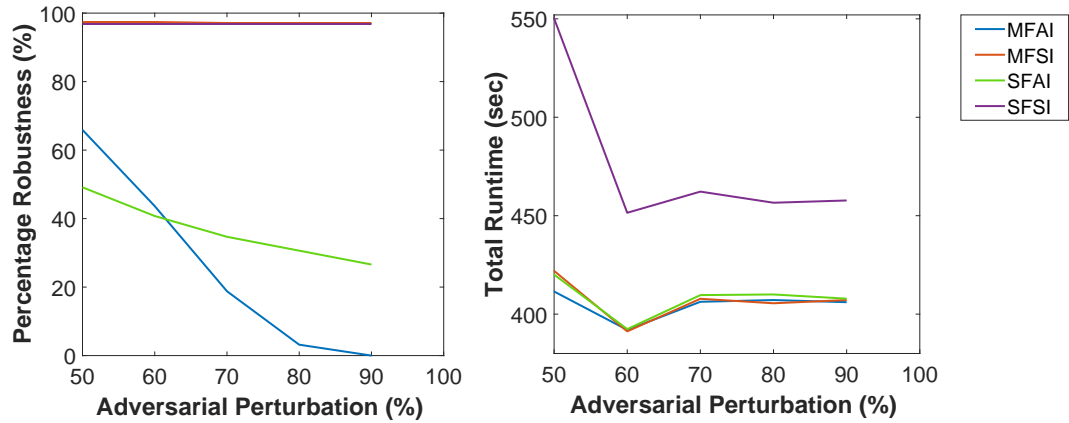 Percentage Robustness (%)
100
80
60
40
20
0
50 60 70 80 90 100
Adversarial Perturbation (%)
Total Runtime (sec)
550
500
450
400
50 60 70 80 90 100
Adversarial Perturbation (%)
MFAI
MFSI
SFAI
SFSI